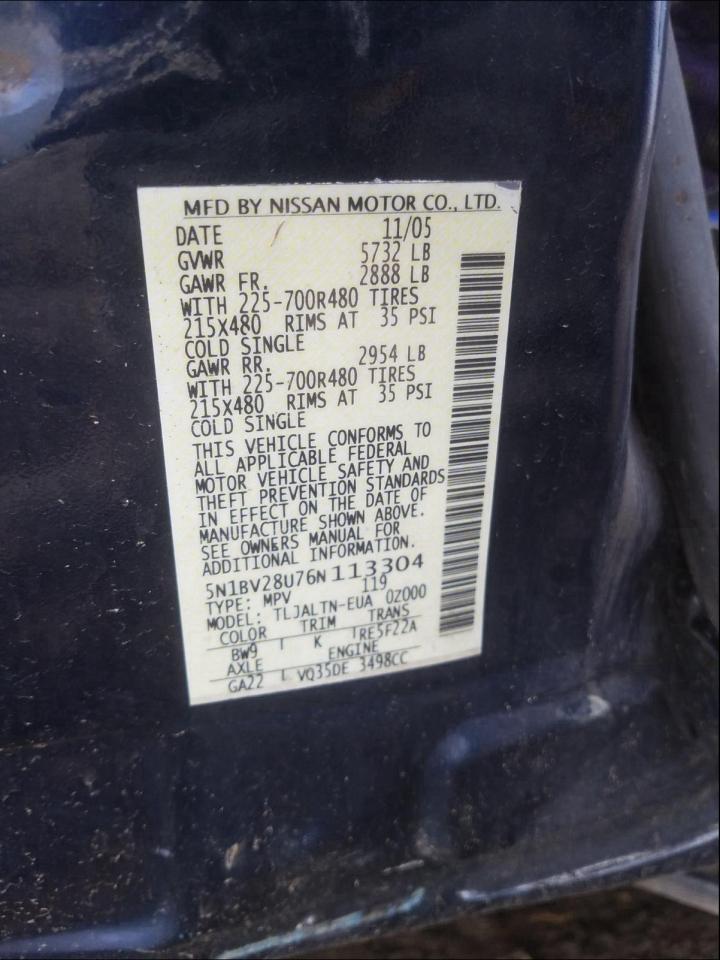 MFD BY NISSAN MOTOR CO., LTD.
DATE 11/05
GVWR 5732 LB
GAWR FR. 2888 LB
WITH 225-700R480 TIRES
215X480 RIMS AT 35 PSI
COLD SINGLE
GAWR RR. 2954 LB
WITH 225-700R480 TIRES
215X480 RIMS AT 35 PSI
COLD SINGLE
THIS VEHICLE CONFORMS TO
ALL APPLICABLE FEDERAL
MOTOR VEHICLE SAFETY AND
THEFT PREVENTION STANDARDS
IN EFFECT ON THE DATE OF
MANUFACTURE SHOWN ABOVE.
SEE OWNERS MANUAL FOR
ADDITIONAL INFORMATION.
5N1BV28U76N113304
TYPE: MPV 119
MODEL: TLJALTN-EUA 0Z000
COLOR TRIM TRANS
BW9 K RE5F22A
AXLE ENGINE
GA22 VQ35DE 3498CC